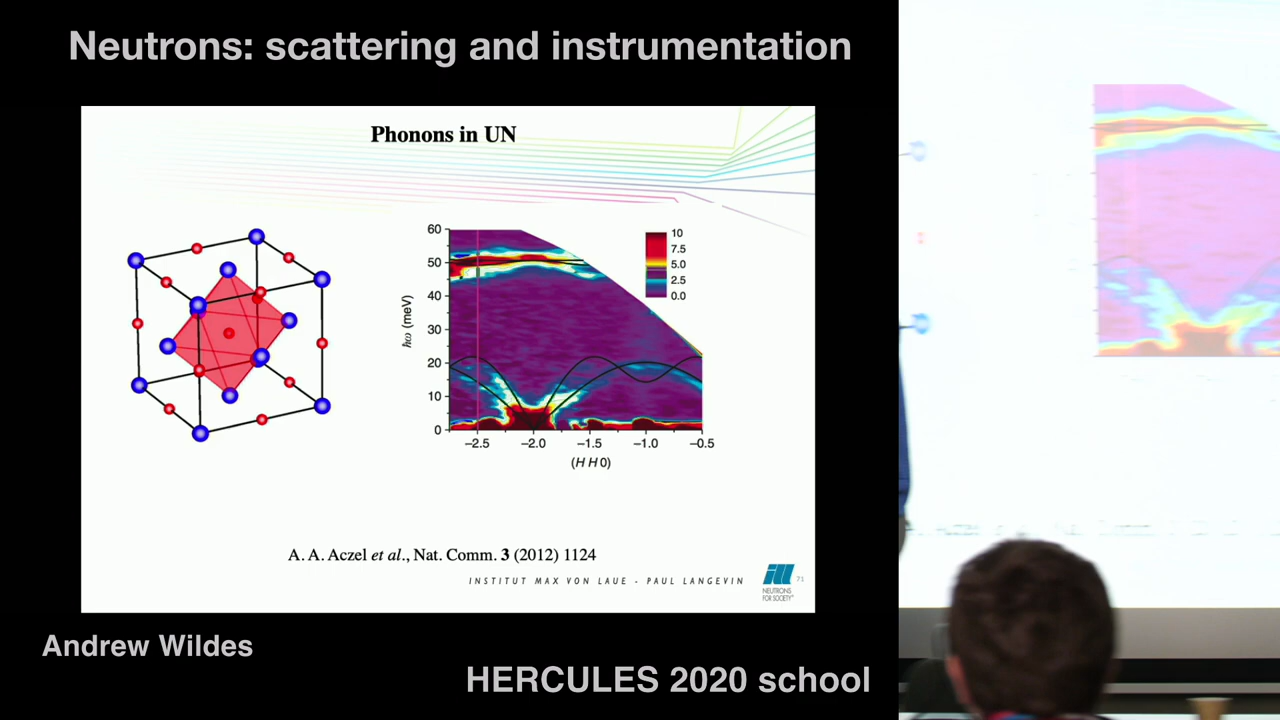 Neutrons: scattering and instrumentation
Phonons in UN
60
50
40
30
20
10
0
ħω (meV)
10
7.5
5.0
2.5
0.0
−2.5
−2.0
−1.5
−1.0
−0.5
(H H 0)
A. A. Aczel et al., Nat. Comm. 3 (2012) 1124
INSTITUT MAX VON LAUE - PAUL LANGEVIN
ill
NEUTRONS
FOR SOCIETY
71
Andrew Wildes
HERCULES 2020 school